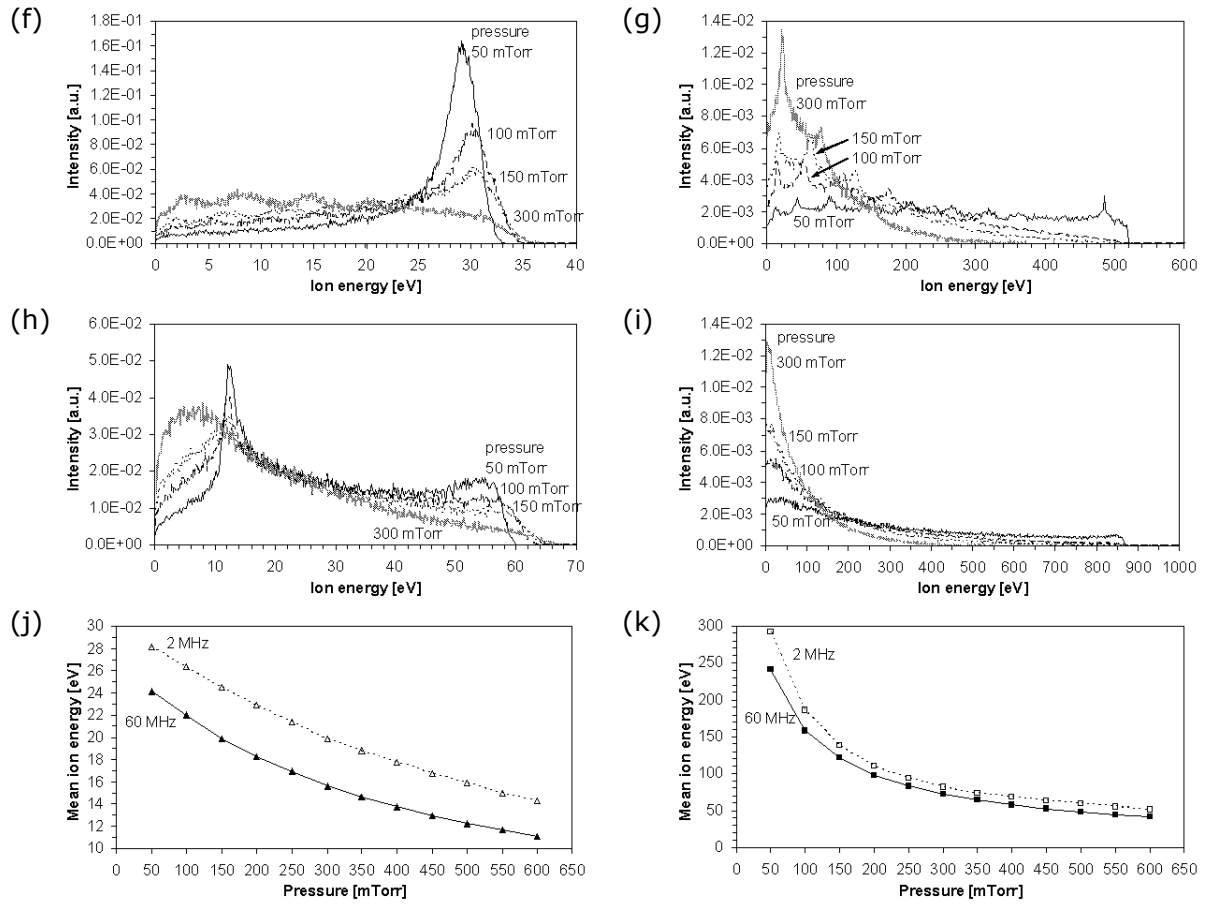 (f)
1.8E-01
1.6E-01
1.4E-01
1.2E-01
1.0E-01
8.0E-02
6.0E-02
4.0E-02
2.0E-02
0.0E+00
Intensity [a.u.]
pressure
50 mTorr
100 mTorr
150 mTorr
300 mTorr
0 5 10 15 20 25 30 35 40
Ion energy [eV]
(g)
1.4E-02
1.2E-02
1.0E-02
8.0E-03
6.0E-03
4.0E-03
2.0E-03
0.0E+00
Intensity [a.u.]
pressure
300 mTorr
150 mTorr
100 mTorr
50 mTorr
0 100 200 300 400 500 600
Ion energy [eV]
(h)
6.0E-02
5.0E-02
4.0E-02
3.0E-02
2.0E-02
1.0E-02
0.0E+00
Intensity [a.u.]
pressure
50 mTorr
100 mTorr
150 mTorr
300 mTorr
0 10 20 30 40 50 60 70
Ion energy [eV]
(i)
1.4E-02
1.2E-02
1.0E-02
8.0E-03
6.0E-03
4.0E-03
2.0E-03
0.0E+00
Intensity [a.u.]
pressure
300 mTorr
150 mTorr
100 mTorr
50 mTorr
0 100 200 300 400 500 600 700 800 900 1000
Ion energy [eV]
(j)
30
28
26
24
22
20
18
16
14
12
10
Mean ion energy [eV]
2 MHz
60 MHz
0 50 100 150 200 250 300 350 400 450 500 550 600 650
Pressure [mTorr]
(k)
300
250
200
150
100
50
0
Mean ion energy [eV]
2 MHz
60 MHz
0 50 100 150 200 250 300 350 400 450 500 550 600 650
Pressure [mTorr]